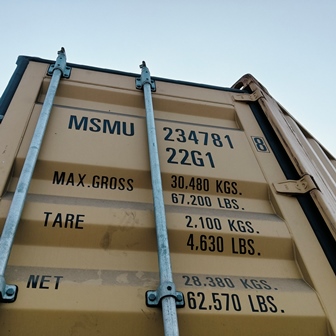 MSMU 234781 8
22G1
MAX.GROSS 30,480 KGS.
67,200 LBS.
TARE 2,100 KGS.
4,630 LBS.
NET 28,380 KGS.
62,570 LBS.